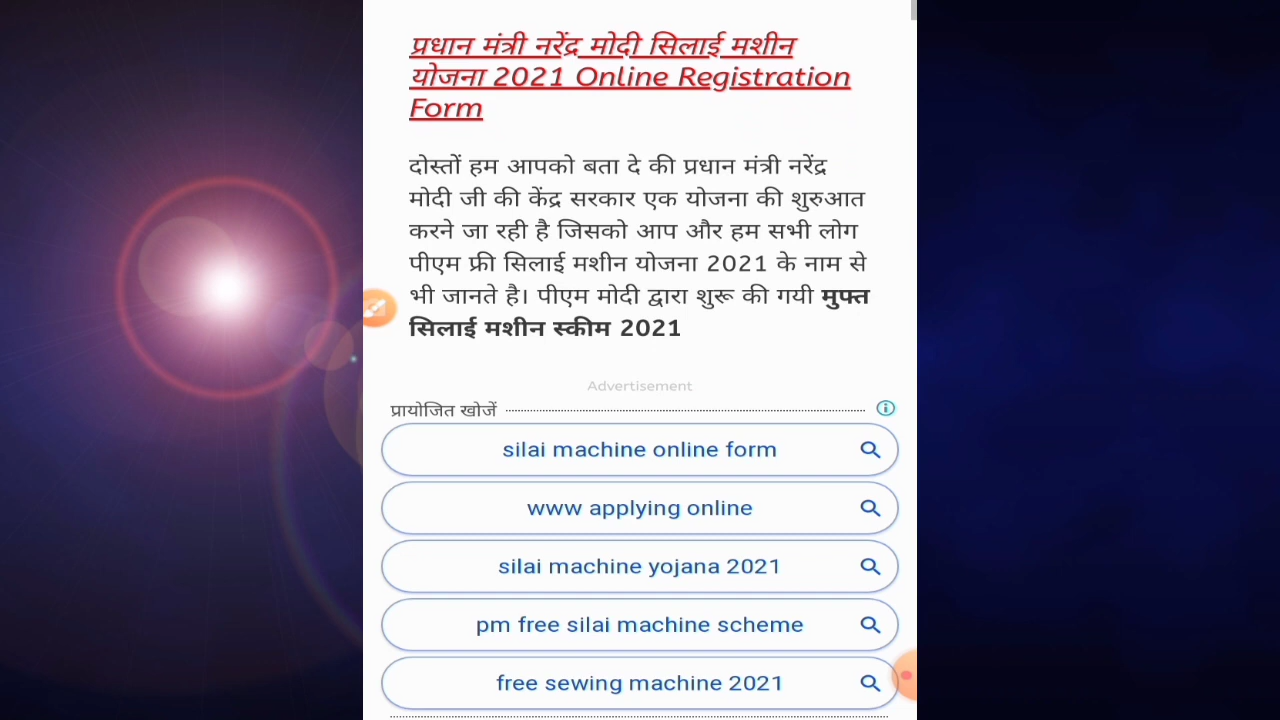 प्रधान मंत्री नरेंद्र मोदी सिलाई मशीन
योजना 2021 Online Registration
Form
दोस्तों हम आपको बता दे की प्रधान मंत्री नरेंद्र
मोदी जी की केंद्र सरकार एक योजना की शुरुआत
करने जा रही है जिसको आप और हम सभी लोग
पीएम फ्री सिलाई मशीन योजना 2021 के नाम से
भी जानते है। पीएम मोदी द्वारा शुरू की गयी मुफ्त
सिलाई मशीन स्कीम 2021
Advertisement
प्रायोजित खोजें
silai machine online form
www applying online
silai machine yojana 2021
pm free silai machine scheme
free sewing machine 2021